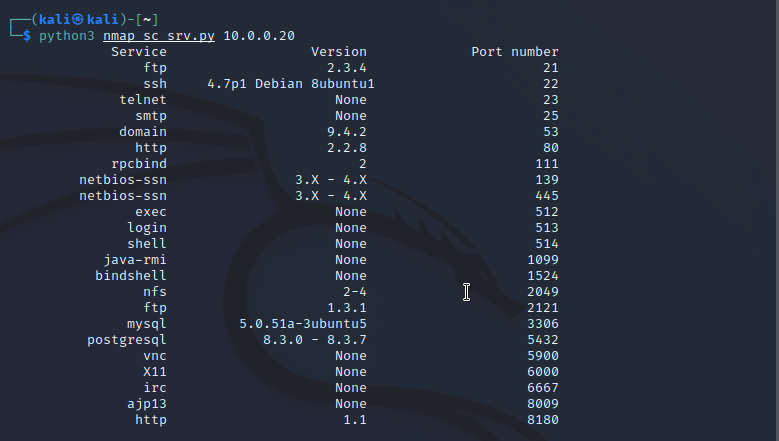 ┌──(kali㉿kali)-[~]
└─$ python3 nmap_sc_srv.py 10.0.0.20
Service Version Port number
ftp 2.3.4 21
ssh 4.7p1 Debian 8ubuntu1 22
telnet None 23
smtp None 25
domain 9.4.2 53
http 2.2.8 80
rpcbind 2 111
netbios-ssn 3.X - 4.X 139
netbios-ssn 3.X - 4.X 445
exec None 512
login None 513
shell None 514
java-rmi None 1099
bindshell None 1524
nfs 2-4 2049
ftp 1.3.1 2121
mysql 5.0.51a-3ubuntu5 3306
postgresql 8.3.0 - 8.3.7 5432
vnc None 5900
X11 None 6000
irc None 6667
ajp13 None 8009
http 1.1 8180